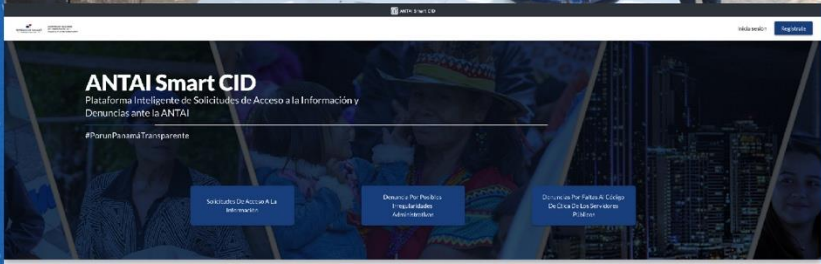 ANTAI Smart CID
Inicia sesión
Regístrate
ANTAI Smart CID
Plataforma Inteligente de Solicitudes de Acceso a la Información y
Denuncias ante la ANTAI
#PorunPanamáTransparente
Solicitudes De Acceso A La
Información
Denuncia Por Posibles
Irregularidades
Administrativas
Denuncias Por Faltas Al Código
De Ética De Los Servidores
Públicos